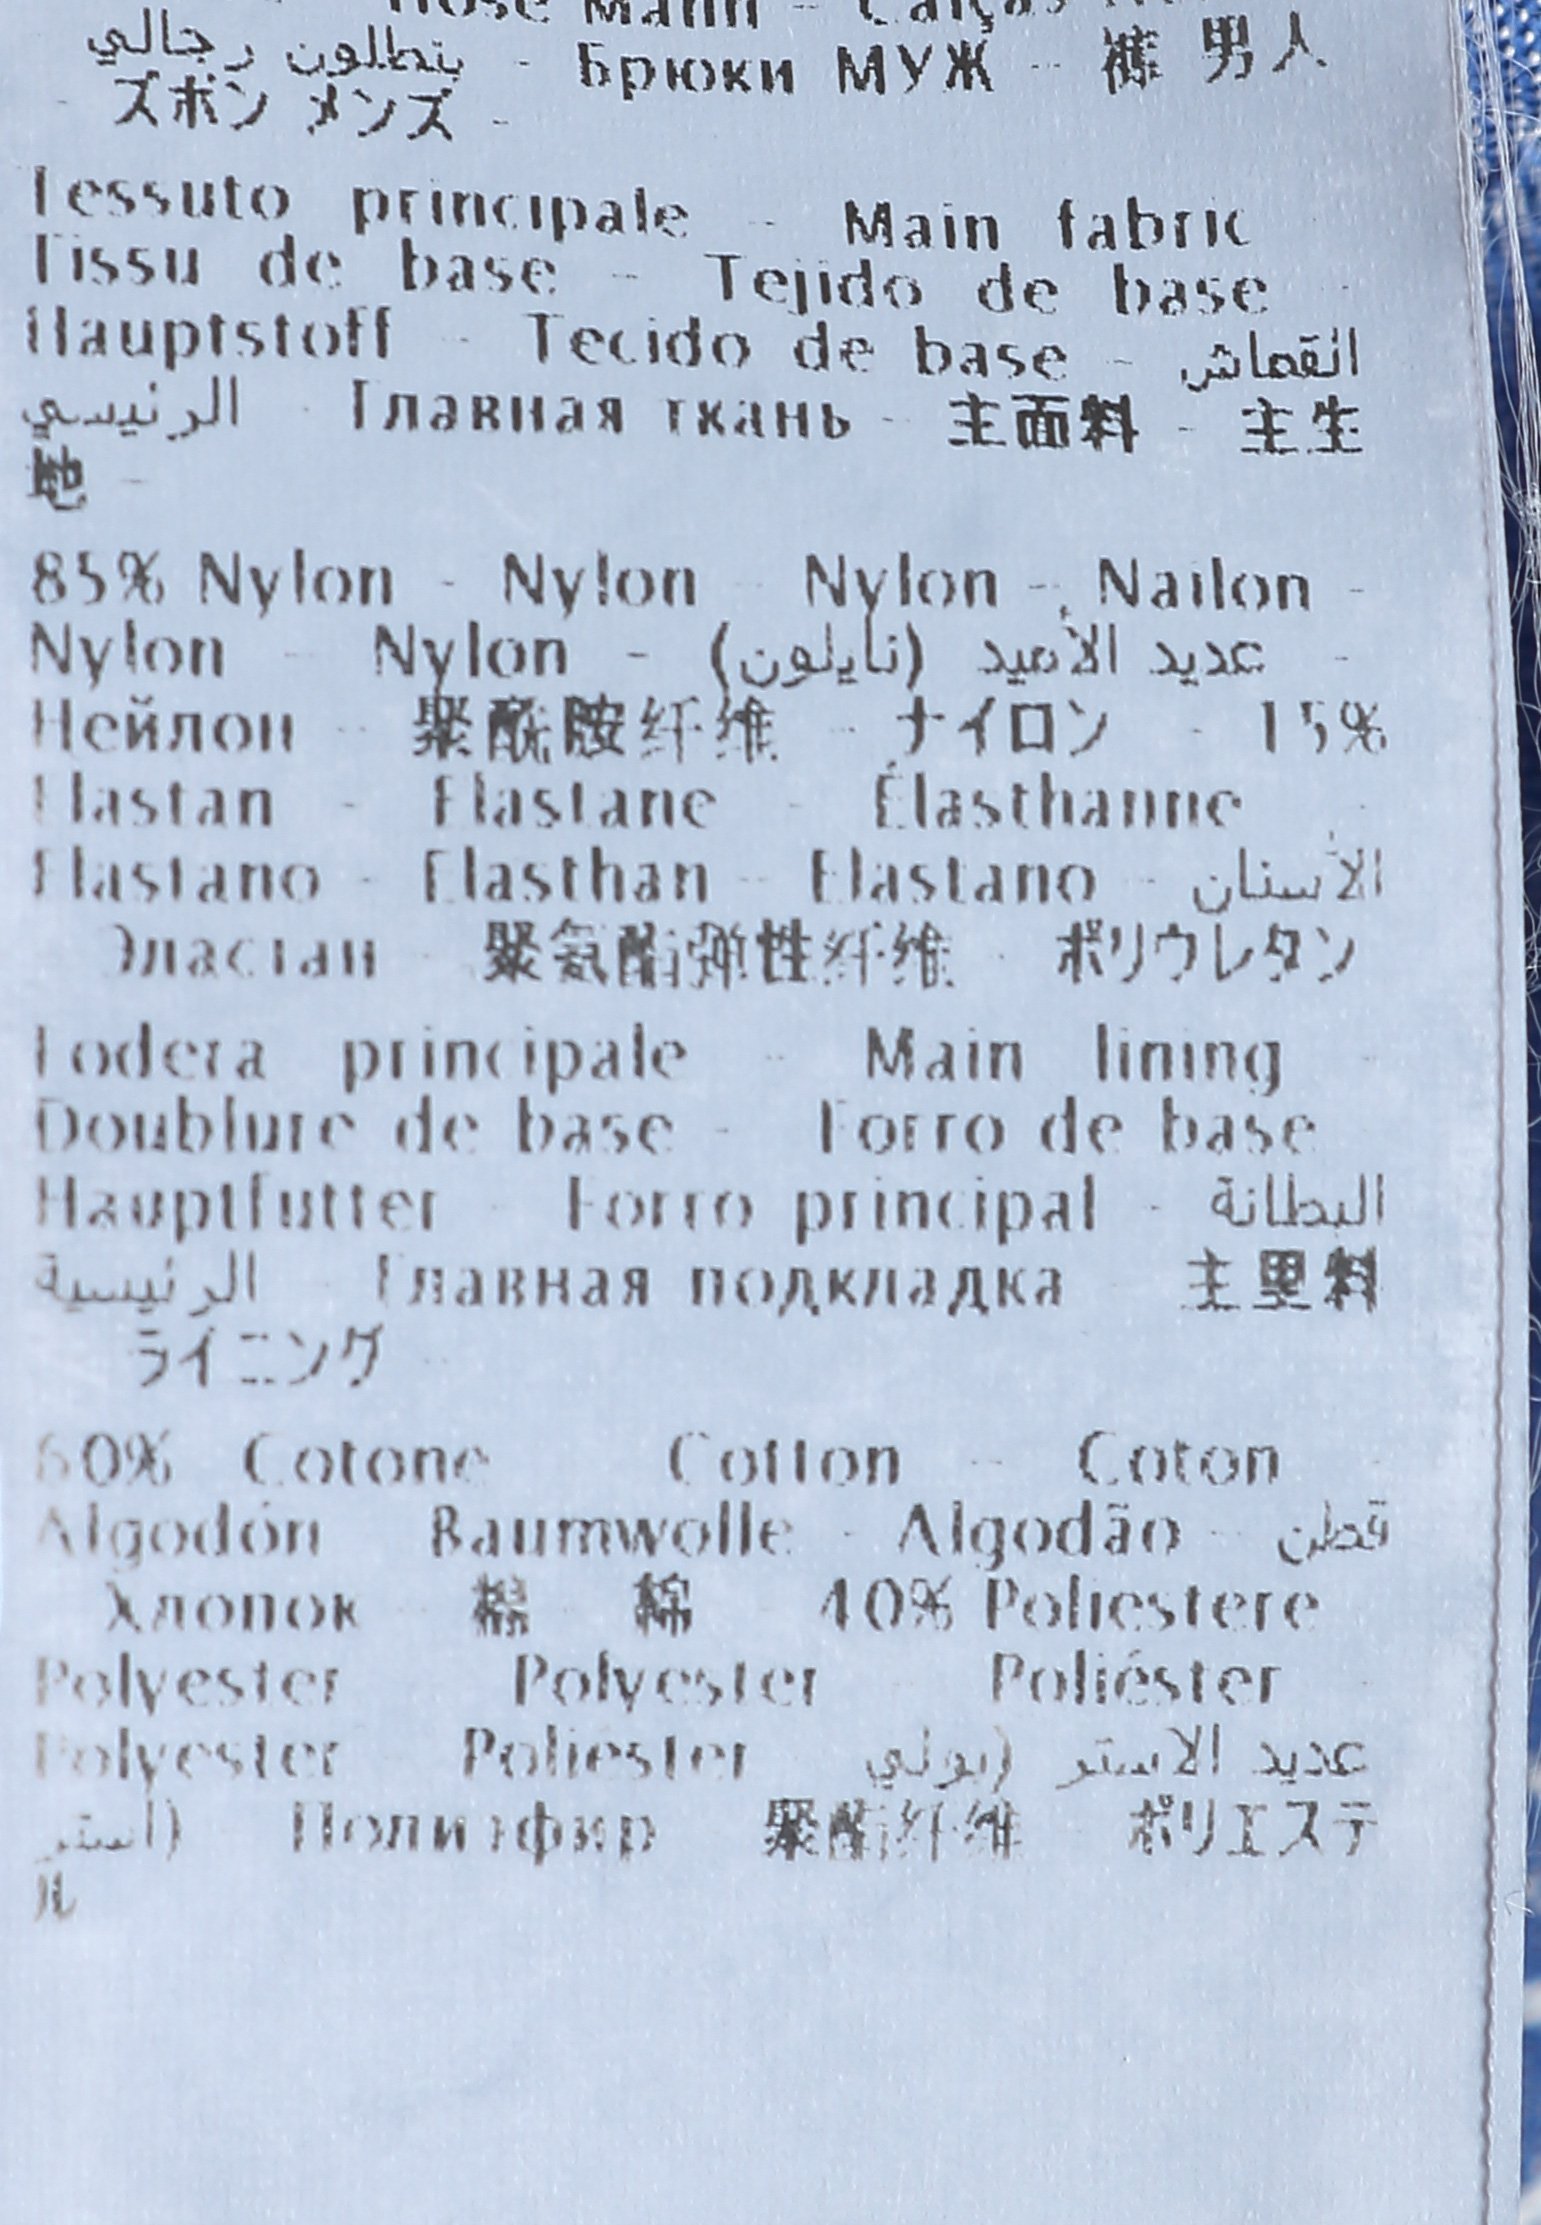 Hose Mann - Calças
بنطلون رجالي - Брюки МУЖ - 裤 男人
- ズボン メンズ -
Tessuto principale - Main fabric
Tissu de base - Tejido de base -
Hauptstoff - Tecido de base - القماش
الرئيسي - Главная ткань - 主面料 - 主生
地 -
85% Nylon - Nylon - Nylon - Nailon -
Nylon - Nylon - عديد الأميد (نايلون) -
Нейлон - 聚酰胺纤维 - ナイロン - 15%
Elastan - Elastane - Élasthanne -
Elastano - Elasthan - Elastano - الأستان
Эластан - 聚氨酯弹性纤维 - ポリウレタン
Fodera principale - Main lining -
Doublure de base - Forro de base
Hauptfutter - Forro principal - البطانة
الرئيسية - Главная подкладка - 主里料
ライニング -
60% Cotone Cotton - Coton -
Algodón Baumwolle - Algodão - قطن
Хлопок - 棉 - 綿 - 40% Poliestere
Polyester Polyester Poliéster
Polyester Poliéster عديد الاستر (بولي
استر) Полиэфир 聚酯纤维 ポリエステ
ル